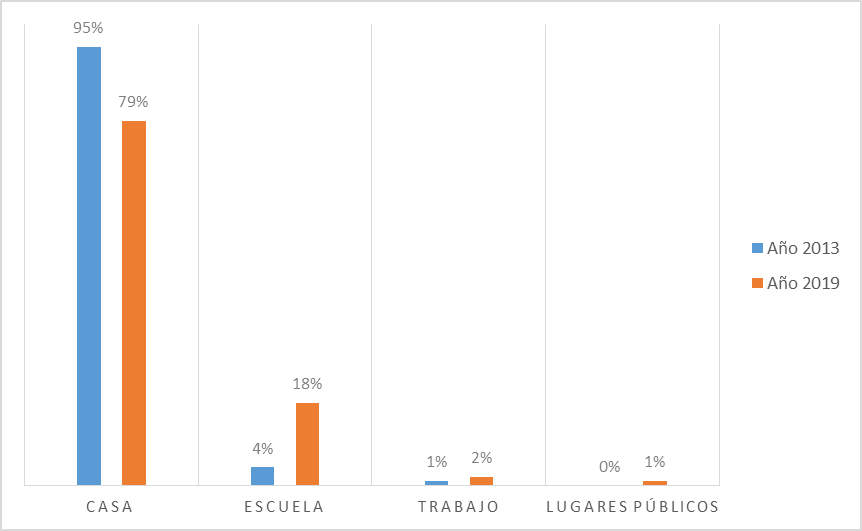 95%
79%
4%
18%
1%
2%
0%
1%
CASA
ESCUELA
TRABAJO
LUGARES PÚBLICOS
Año 2013
Año 2019